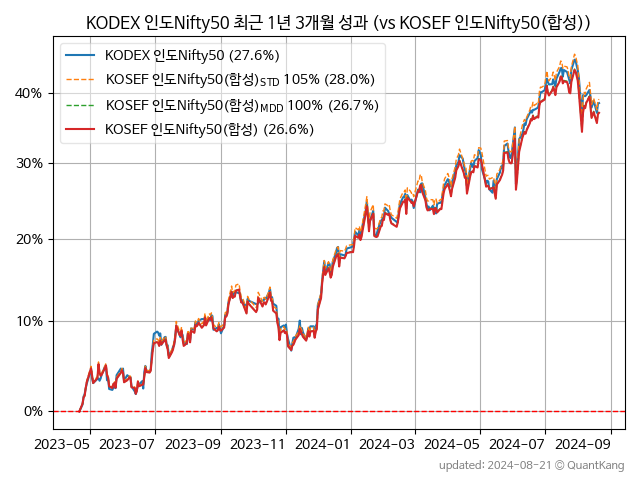 KODEX 인도Nifty50 최근 1년 3개월 성과 (vs KOSEF 인도Nifty50(합성))
KODEX 인도Nifty50 (27.6%)
KOSEF 인도Nifty50(합성)STD 105% (28.0%)
KOSEF 인도Nifty50(합성)MDD 100% (26.7%)
KOSEF 인도Nifty50(합성) (26.6%)
40%
30%
20%
10%
0%
2023-05 2023-07 2023-09 2023-11 2024-01 2024-03 2024-05 2024-07 2024-09
updated: 2024-08-21 © QuantKang